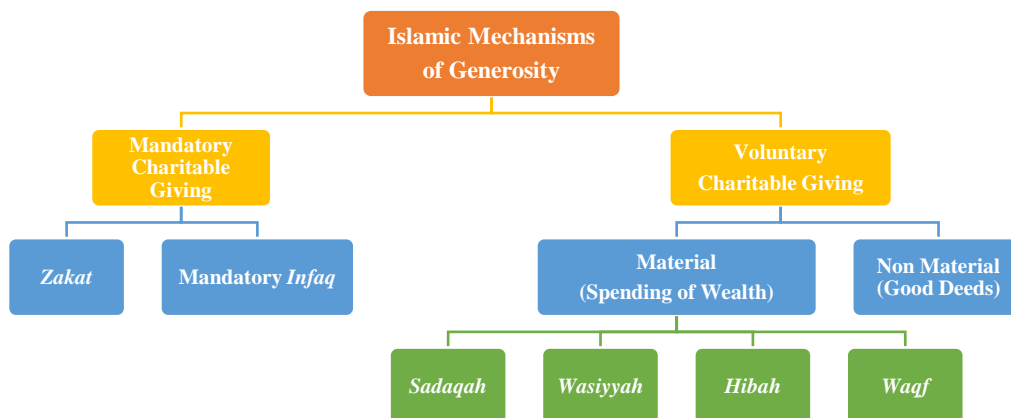 Islamic Mechanisms
of Generosity
Mandatory
Charitable
Giving
Voluntary
Charitable Giving
Zakat
Mandatory Infaq
Material
(Spending of Wealth)
Non Material
(Good Deeds)
Sadaqah
Wasiyyah
Hibah
Waqf